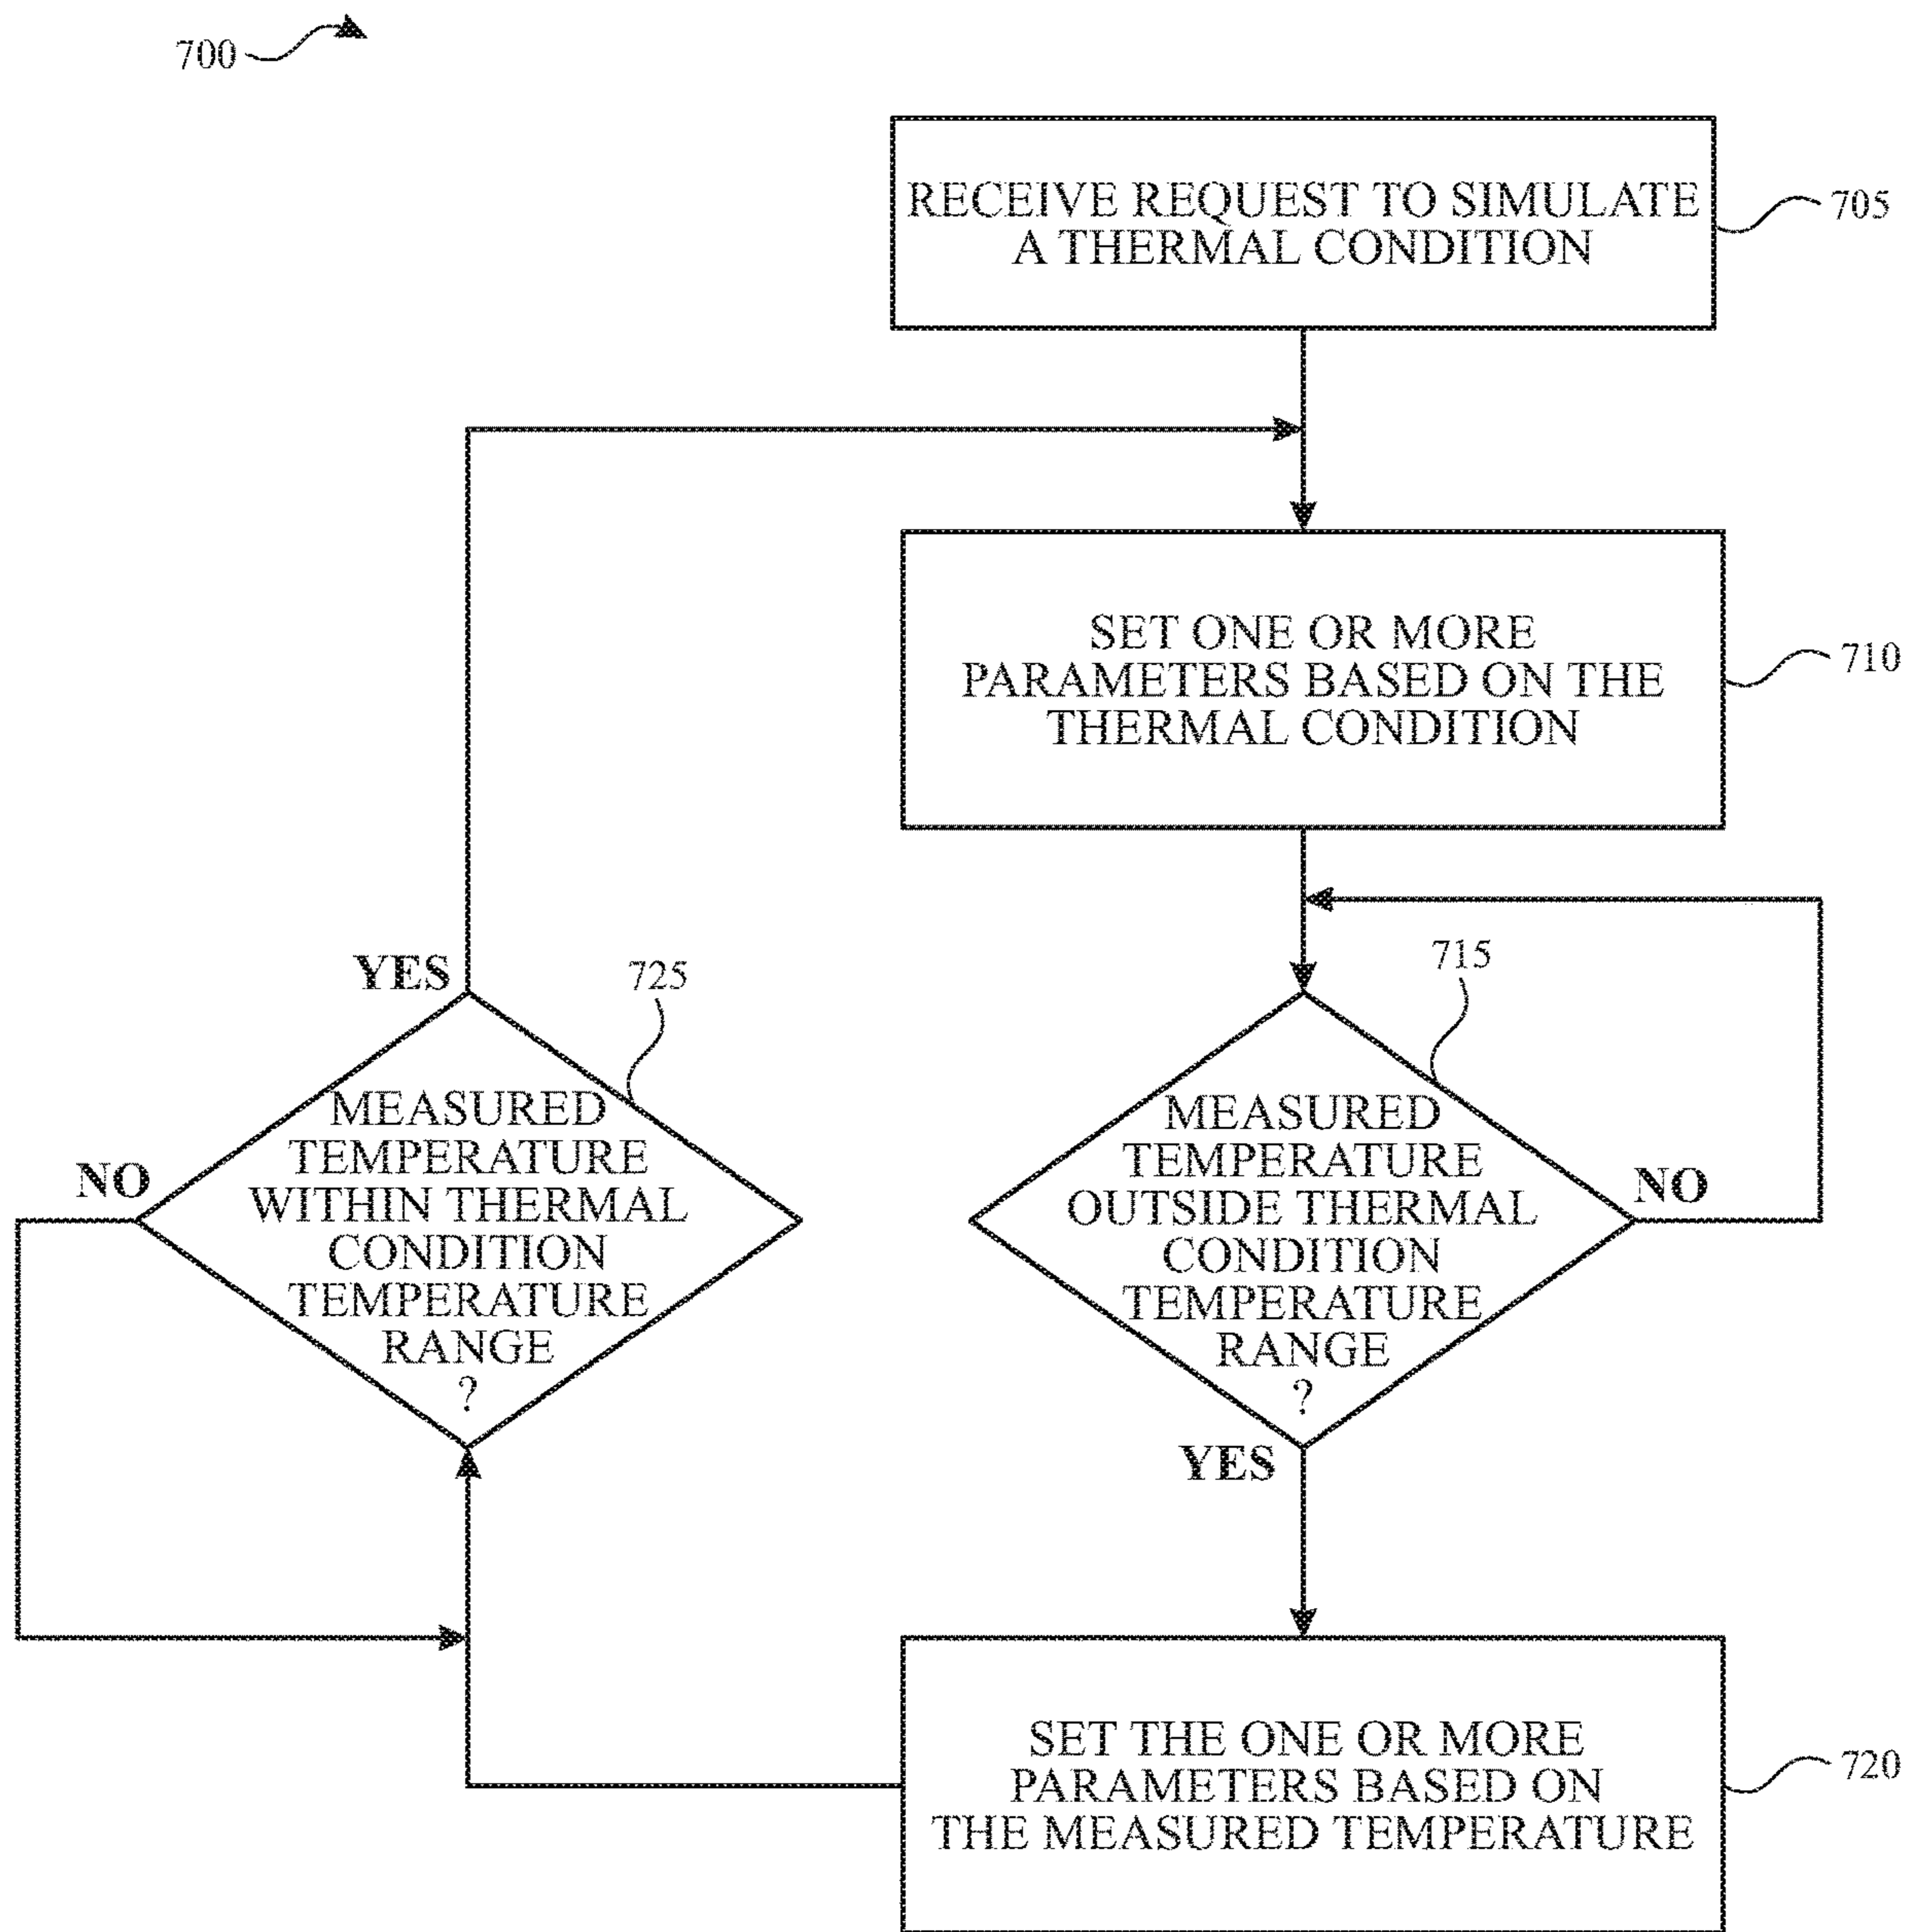 700
RECEIVE REQUEST TO SIMULATE
A THERMAL CONDITION
705
SET ONE OR MORE
PARAMETERS BASED ON THE
THERMAL CONDITION
710
YES
725
MEASURED
TEMPERATURE
WITHIN THERMAL
CONDITION
TEMPERATURE
RANGE
?
NO
715
MEASURED
TEMPERATURE
OUTSIDE THERMAL
CONDITION
TEMPERATURE
RANGE
?
NO
YES
SET THE ONE OR MORE
PARAMETERS BASED ON
THE MEASURED TEMPERATURE
720